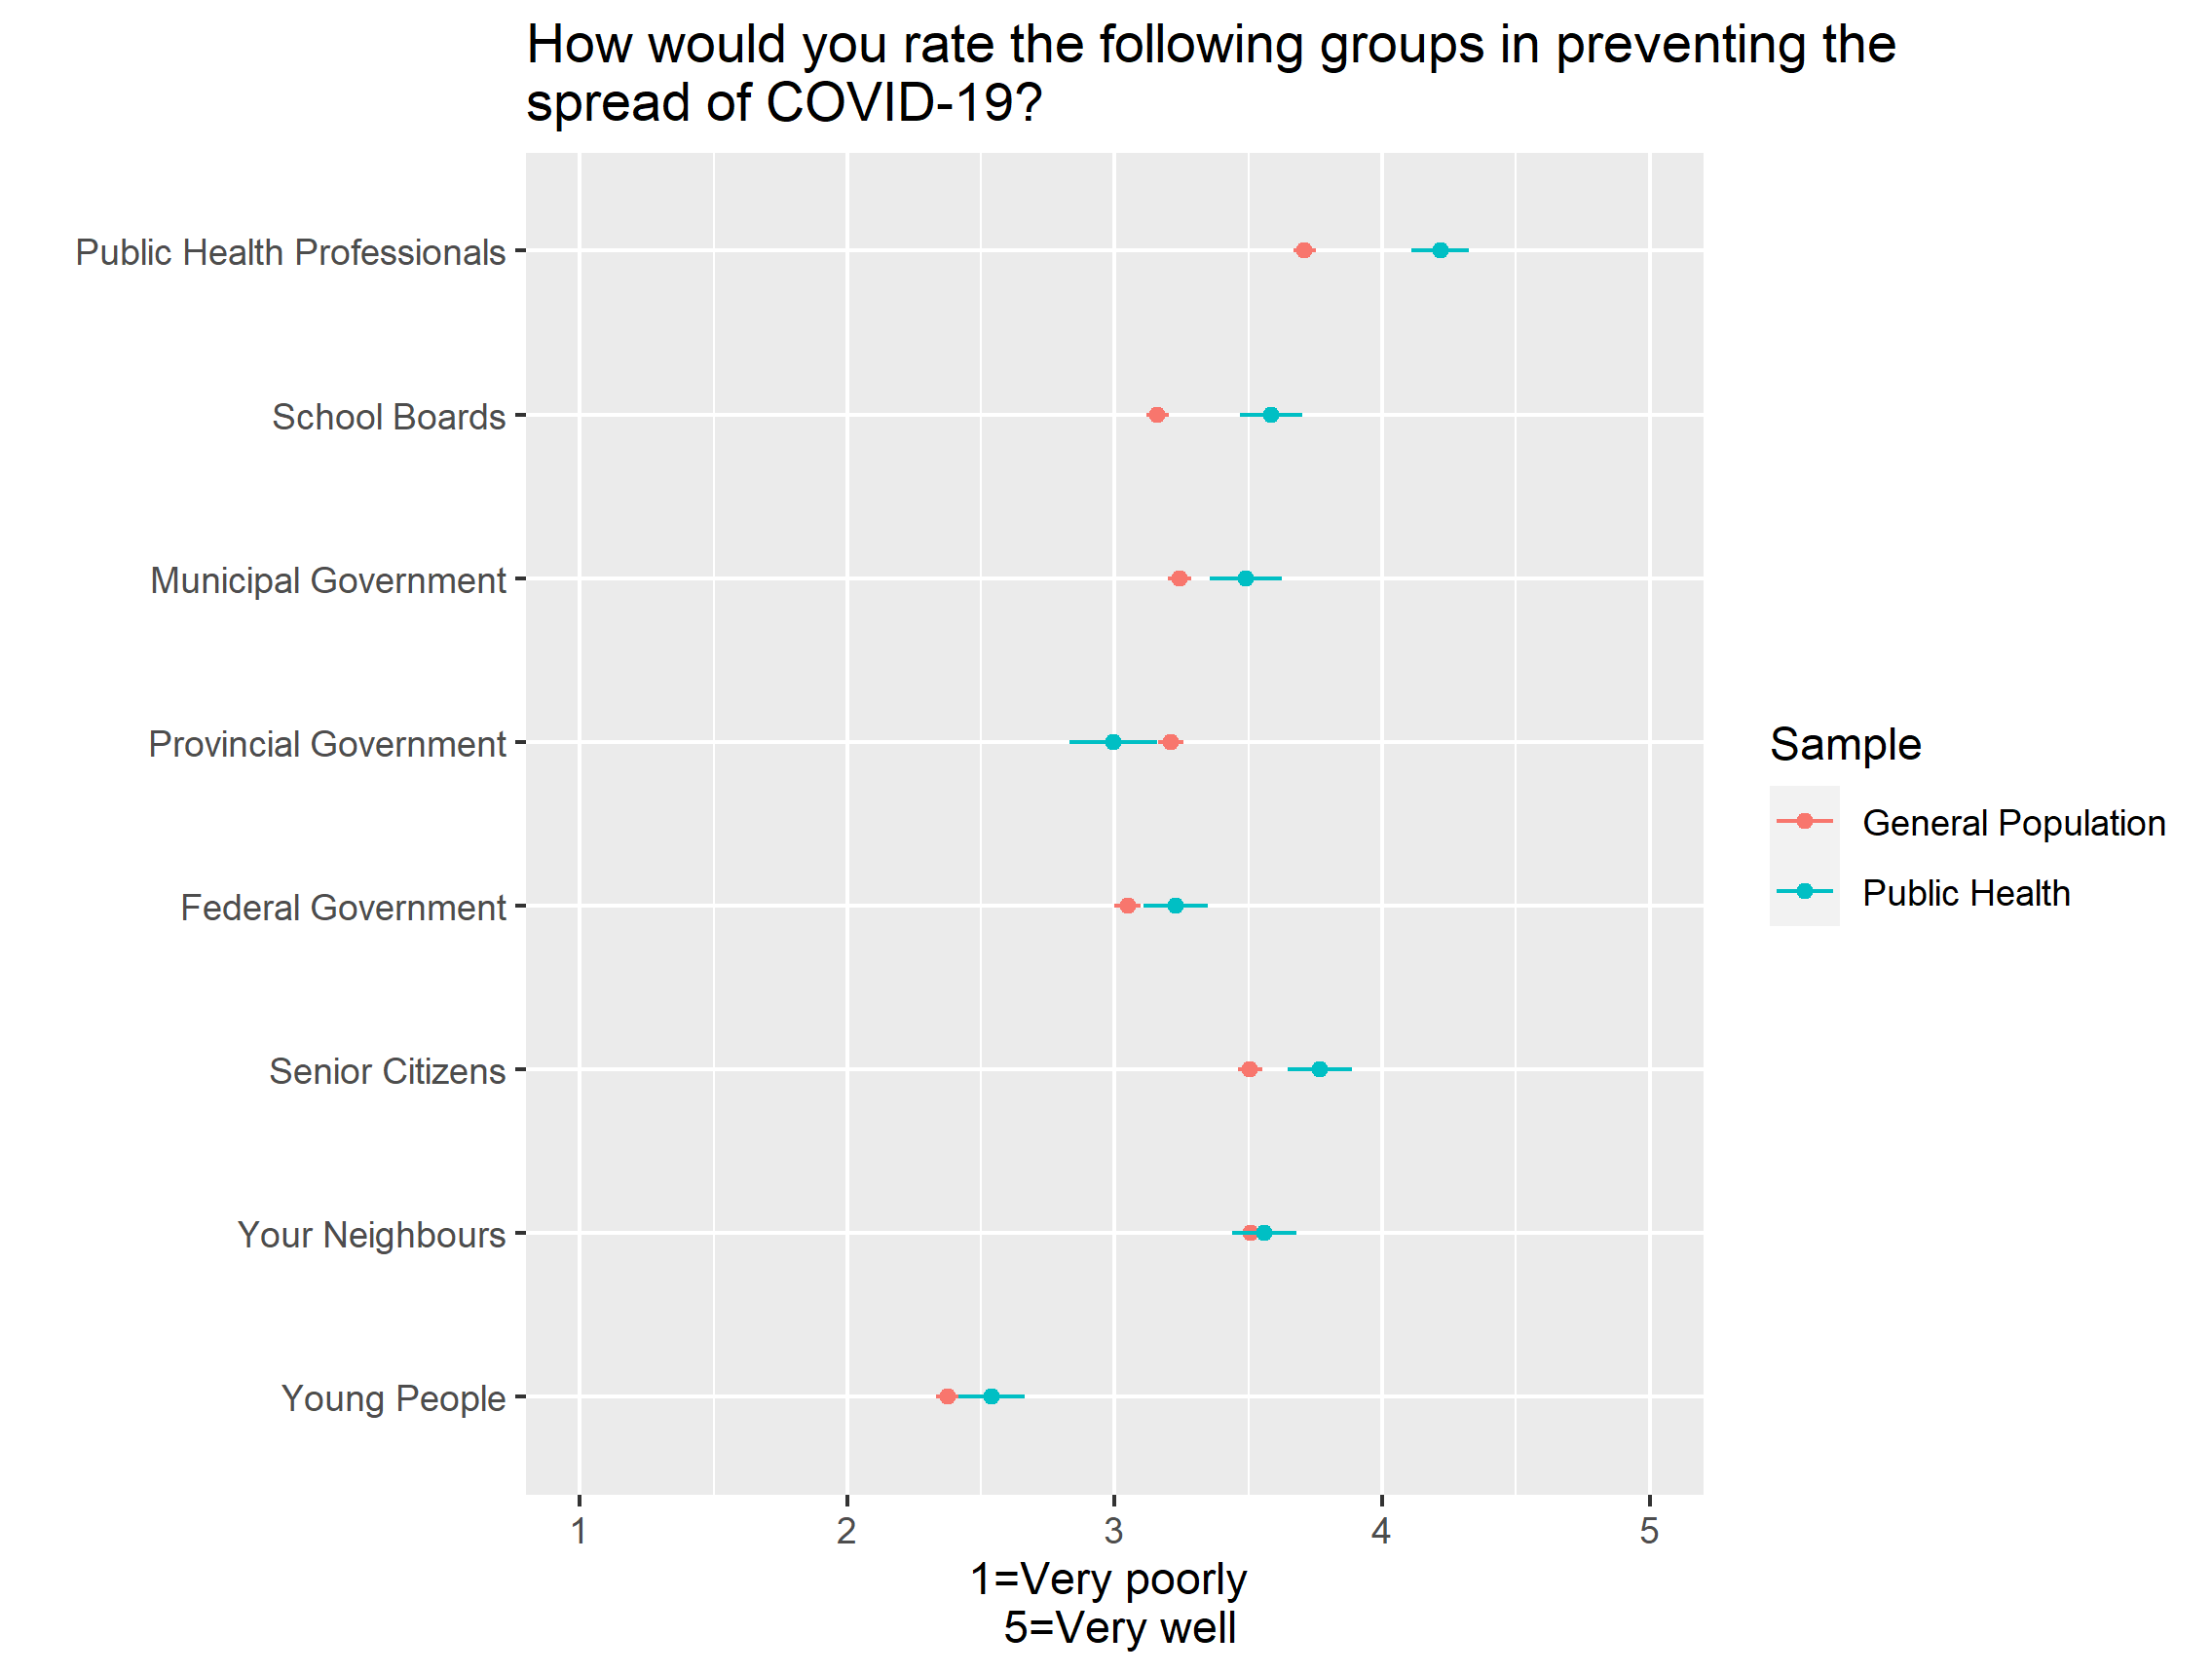 How would you rate the following groups in preventing the
spread of COVID-19?
Public Health Professionals
School Boards
Municipal Government
Provincial Government
Federal Government
Senior Citizens
Your Neighbours
Young People
1 2 3 4 5
1=Very poorly
5=Very well
Sample
General Population
Public Health